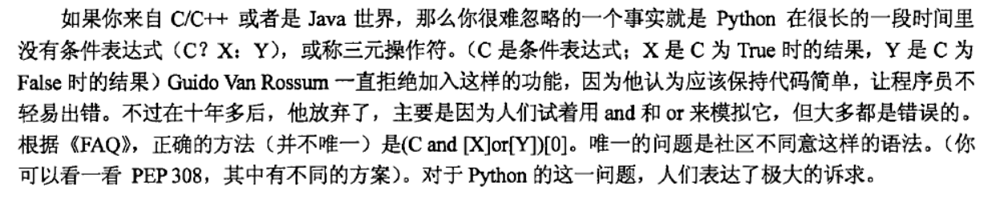 如果你来自 C/C++ 或者是 Java 世界，那么你很难忽略的一个事实就是 Python 在很长的一段时间里
没有条件表达式（C? X：Y），或称三元操作符。（C 是条件表达式；X 是 C 为 True 时的结果，Y 是 C 为
False 时的结果）Guido Van Rossum 一直拒绝加入这样的功能，因为他认为应该保持代码简单，让程序员不
轻易出错。不过在十年多后，他放弃了，主要是因为人们试着用 and 和 or 来模拟它，但大多都是错误的。
根据《FAQ》，正确的方法（并不唯一）是(C and [X]or[Y])[0]。唯一的问题是社区不同意这样的语法。（你
可以看一看 PEP 308，其中有不同的方案）。对于 Python 的这一问题，人们表达了极大的诉求。